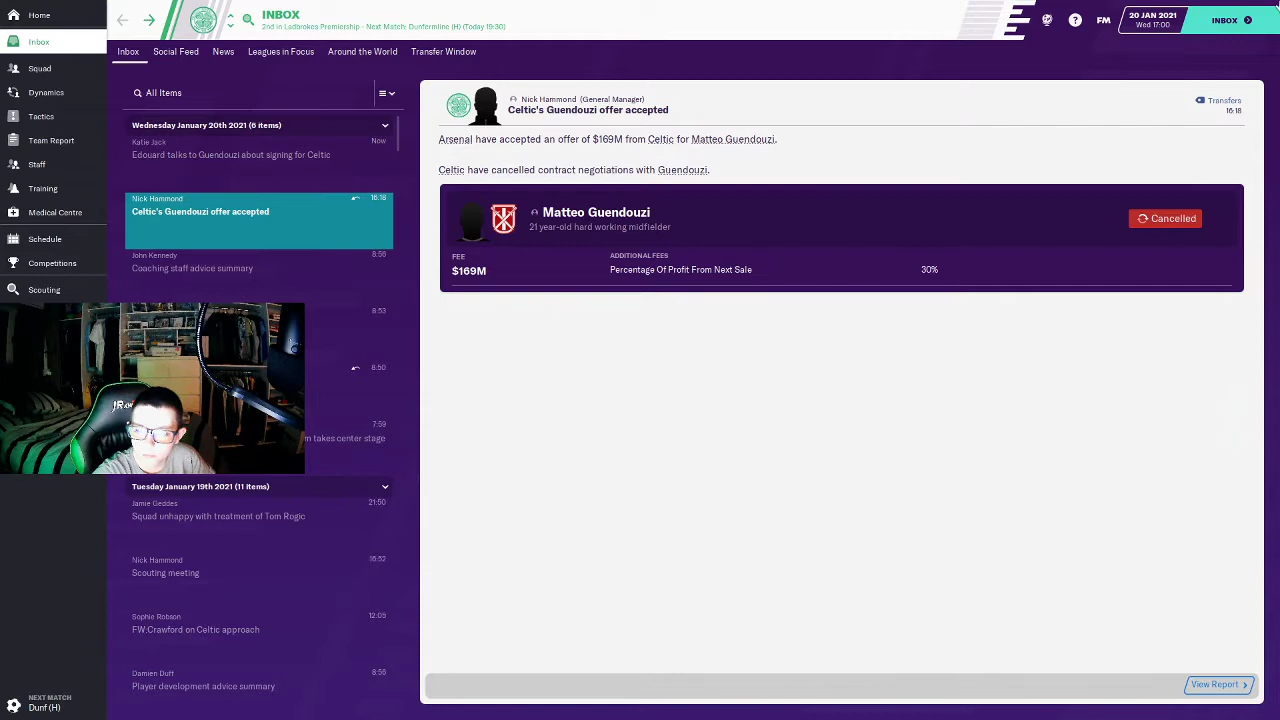 Home
Inbox
Squad
Dynamics
Tactics
Team Report
Staff
Training
Medical Centre
Schedule
Competitions
Scouting
NEXT MATCH
Dunf (H)
INBOX
2nd in Ladbrokes Premiership - Next Match: Dunfermline (H) (Today 19:30)
FM
20 JAN 2021
Wed 17:00
INBOX
Inbox Social Feed News Leagues in Focus Around the World Transfer Window
All Items
Wednesday January 20th 2021 (6 items)
Katie Jack Now
Edouard talks to Guendouzi about signing for Celtic
Nick Hammond 16:18
Celtic's Guendouzi offer accepted
John Kennedy 8:56
Coaching staff advice summary
8:53
8:50
7:59
takes center stage
Tuesday January 19th 2021 (11 items)
Jamie Geddes 21:50
Squad unhappy with treatment of Tom Rogic
Nick Hammond 16:52
Scouting meeting
Sophie Robson 12:05
FW:Crawford on Celtic approach
Damien Duff 8:56
Player development advice summary
Nick Hammond (General Manager)
Celtic's Guendouzi offer accepted
Transfers
16:18
Arsenal have accepted an offer of $169M from Celtic for Matteo Guendouzi.
Celtic have cancelled contract negotiations with Guendouzi.
Matteo Guendouzi
21 year-old hard working midfielder
Cancelled
FEE ADDITIONAL FEES
$169M Percentage Of Profit From Next Sale 30%
View Report